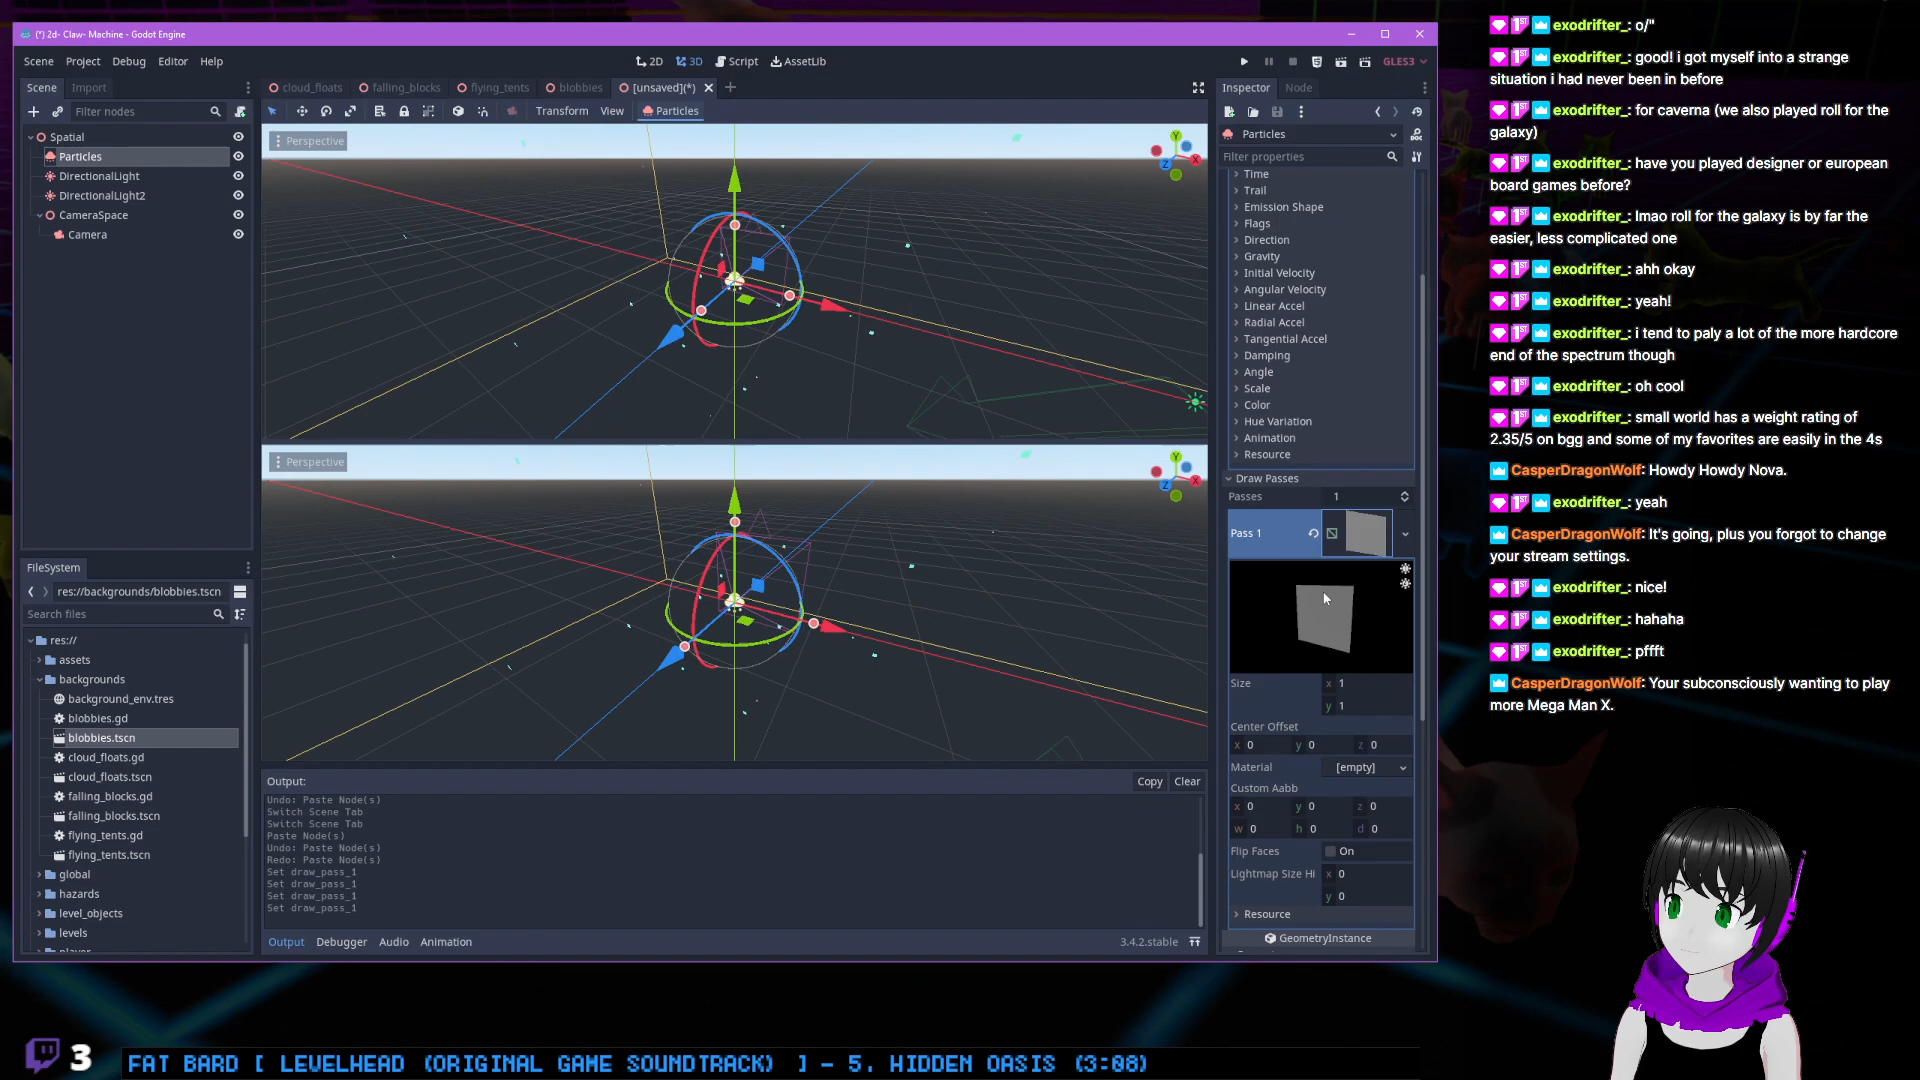 (*) 2d- Claw- Machine - Godot Engine
Scene Project Debug Editor Help
2D 3D Script AssetLib
GLES3
Scene Import
Filter nodes
Spatial
Particles
DirectionalLight
DirectionalLight2
CameraSpace
Camera
FileSystem
res://backgrounds/blobbies.tscn
Search files
res://
assets
backgrounds
background_env.tres
blobbies.gd
blobbies.tscn
cloud_floats.gd
cloud_floats.tscn
falling_blocks.gd
falling_blocks.tscn
flying_tents.gd
flying_tents.tscn
global
hazards
level_objects
levels
cloud_floats falling_blocks flying_tents blobbies [unsaved](*)
Transform View Particles
Perspective
Y
X
Z
Perspective
Y
X
Z
Output:
Copy Clear
Undo: Paste Node(s)
Switch Scene Tab
Switch Scene Tab
Paste Node(s)
Undo: Paste Node(s)
Redo: Paste Node(s)
Set draw_pass_1
Set draw_pass_1
Set draw_pass_1
Set draw_pass_1
Output Debugger Audio Animation
3.4.2.stable
Inspector Node
Particles
Filter properties
Time
Trail
Emission Shape
Flags
Direction
Gravity
Initial Velocity
Angular Velocity
Linear Accel
Radial Accel
Tangential Accel
Damping
Angle
Scale
Color
Hue Variation
Animation
Resource
Draw Passes
Passes 1
Pass 1
Size x 1
y 1
Center Offset
x 0 y 0 z 0
Material [empty]
Custom Aabb
x 0 y 0 z 0
w 0 h 0 d 0
Flip Faces On
Lightmap Size Hi x 0
y 0
Resource
GeometryInstance
exodrifter_: o/"
exodrifter_: good! i got myself into a strange
situation i had never been in before
exodrifter_: for caverna (we also played roll for the
galaxy)
exodrifter_: have you played designer or european
board games before?
exodrifter_: lmao roll for the galaxy is by far the
easier, less complicated one
exodrifter_: ahh okay
exodrifter_: yeah!
exodrifter_: i tend to paly a lot of the more hardcore
end of the spectrum though
exodrifter_: oh cool
exodrifter_: small world has a weight rating of
2.35/5 on bgg and some of my favorites are easily in the 4s
CasperDragonWolf: Howdy Howdy Nova.
exodrifter_: yeah
CasperDragonWolf: It's going, plus you forgot to change
your stream settings.
exodrifter_: nice!
exodrifter_: hahaha
exodrifter_: pffft
CasperDragonWolf: Your subconsciously wanting to play
more Mega Man X.
3
FAT BARD [ LEVELHEAD (ORIGINAL GAME SOUNDTRACK) ] - 5. HIDDEN OASIS (3:08)